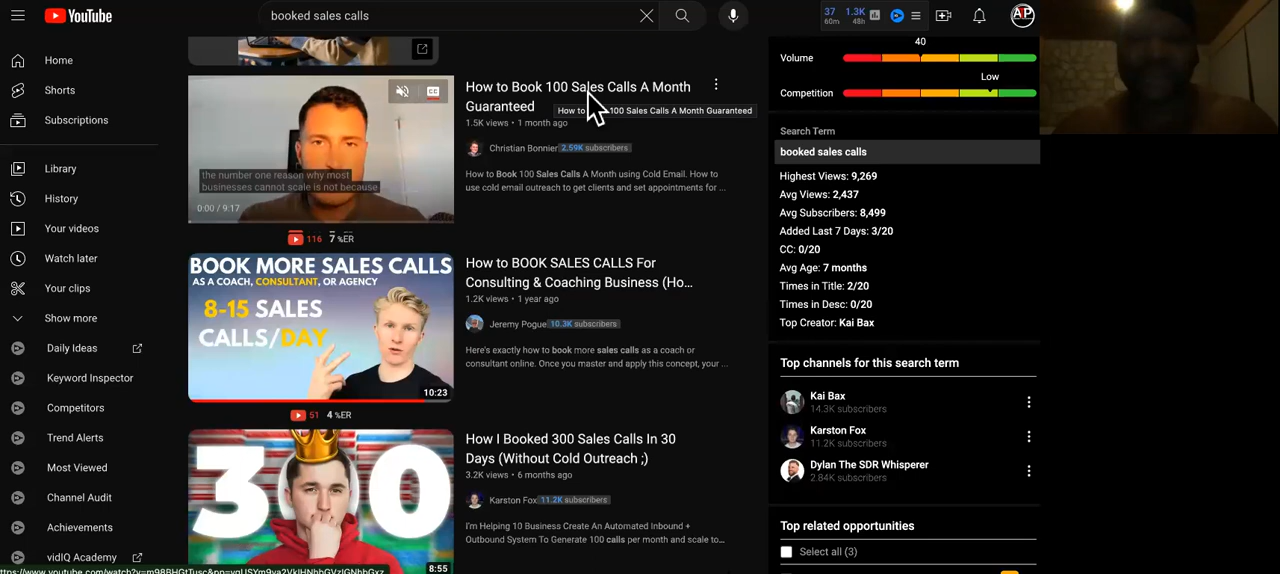 YouTube
booked sales calls
37
60m
1.3K
48h
AP
Home
Shorts
Subscriptions
Library
History
Your videos
Watch later
Your clips
Show more
Daily Ideas
Keyword Inspector
Competitors
Trend Alerts
Most Viewed
Channel Audit
Achievements
vidIQ Academy
CC
the number one reason why most
businesses cannot scale is not because
0:00 / 9:17
116 7 %ER
How to Book 100 Sales Calls A Month
Guaranteed
How to 100 Sales Calls A Month Guaranteed
1.5K views • 1 month ago
Christian Bonnier 2.59K subscribers
How to Book 100 Sales Calls A Month using Cold Email. How to
use cold email outreach to get clients and set appointments for ...
BOOK MORE SALES CALLS
AS A COACH, CONSULTANT, OR AGENCY
8-15 SALES
CALLS/DAY
10:23
51 4 %ER
How to BOOK SALES CALLS For
Consulting & Coaching Business (Ho...
1.2K views • 1 year ago
Jeremy Pogue 10.3K subscribers
Here's exactly how to book more sales calls as a coach or
consultant online. Once you master and apply this concept, your ...
300
8:55
How I Booked 300 Sales Calls In 30
Days (Without Cold Outreach ;)
3.2K views • 6 months ago
Karston Fox 11.2K subscribers
I'm Helping 10 Business Create An Automated Inbound +
Outbound System To Generate 100 calls per month and scale to...
40
Volume
Low
Competition
Search Term
booked sales calls
Highest Views: 9,269
Avg Views: 2,437
Avg Subscribers: 8,499
Added Last 7 Days: 3/20
CC: 0/20
Avg Age: 7 months
Times in Title: 2/20
Times in Desc: 0/20
Top Creator: Kai Bax
Top channels for this search term
Kai Bax
14.3K subscribers
Karston Fox
11.2K subscribers
Dylan The SDR Whisperer
2.84K subscribers
Top related opportunities
Select all (3)